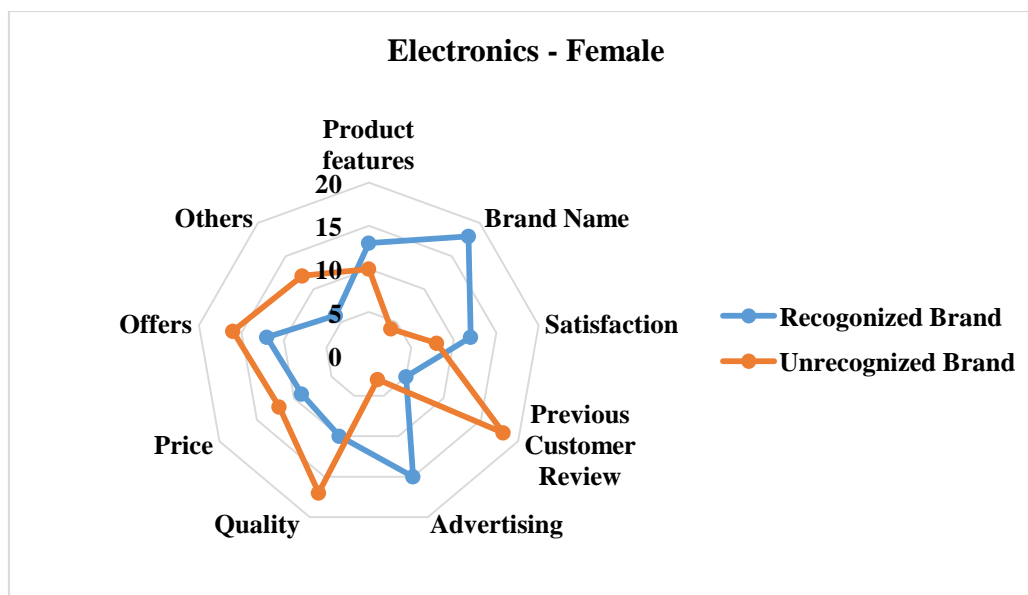 Electronics - Female
Product
features
20
15
10
5
0
Brand Name
Satisfaction
Previous
Customer
Review
Advertising
Quality
Price
Offers
Others
Recogonized Brand
Unrecognized Brand